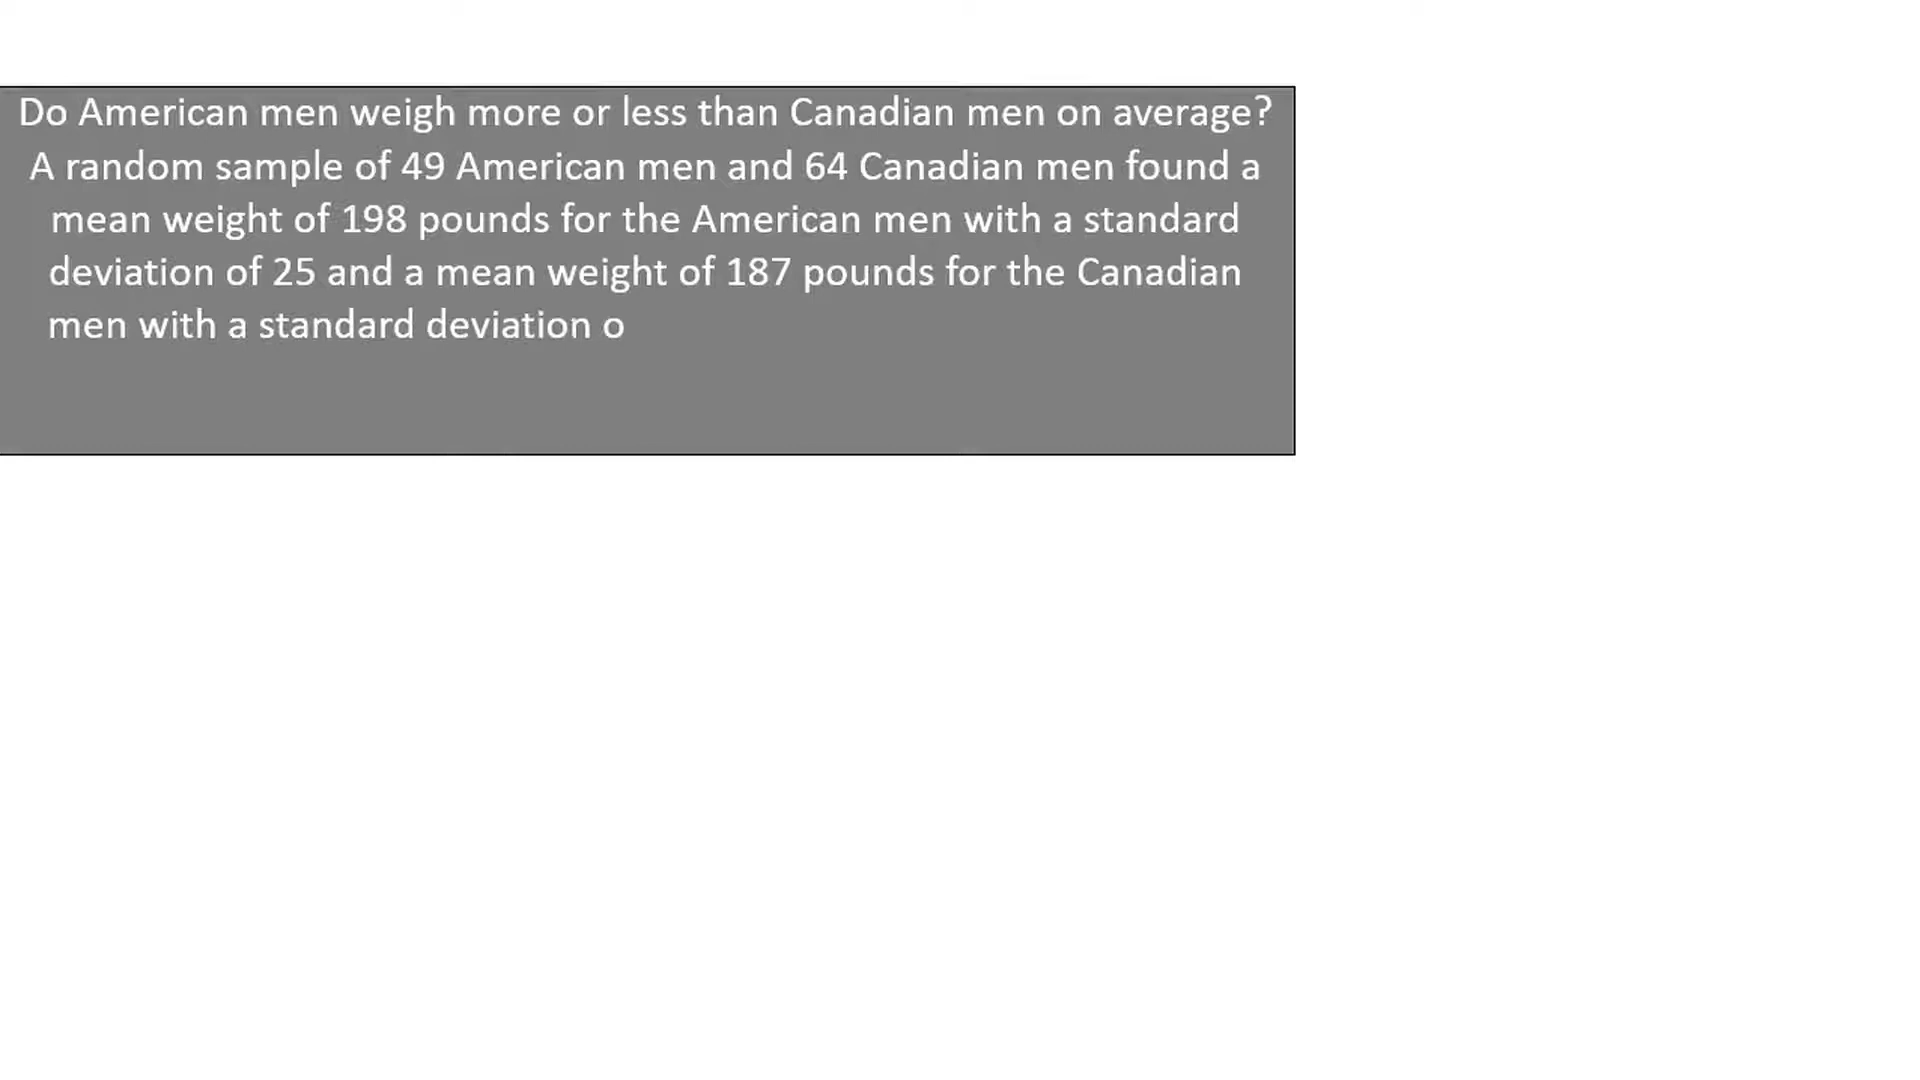 Do American men weigh more or less than Canadian men on average?
A random sample of 49 American men and 64 Canadian men found a
mean weight of 198 pounds for the American men with a standard
deviation of 25 and a mean weight of 187 pounds for the Canadian
men with a standard deviation o